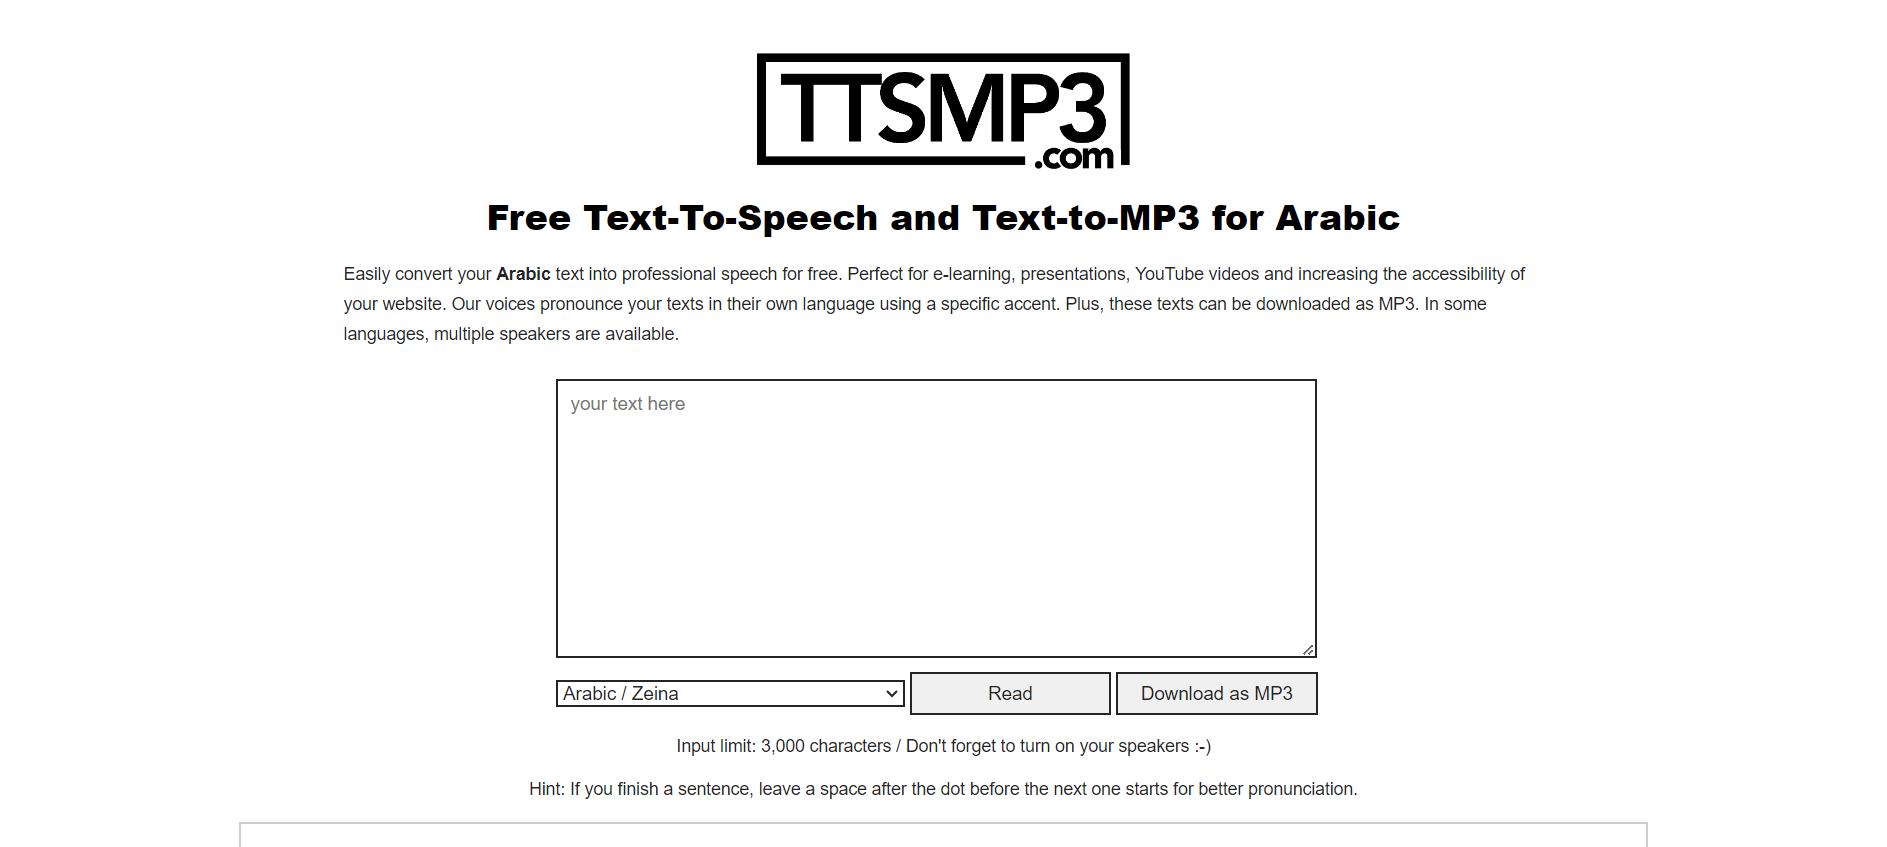 TTSMP3
.com
Free Text-To-Speech and Text-to-MP3 for Arabic
Easily convert your Arabic text into professional speech for free. Perfect for e-learning, presentations, YouTube videos and increasing the accessibility of
your website. Our voices pronounce your texts in their own language using a specific accent. Plus, these texts can be downloaded as MP3. In some
languages, multiple speakers are available.
your text here
Arabic / Zeina
Read
Download as MP3
Input limit: 3,000 characters / Don't forget to turn on your speakers :-)
Hint: If you finish a sentence, leave a space after the dot before the next one starts for better pronunciation.